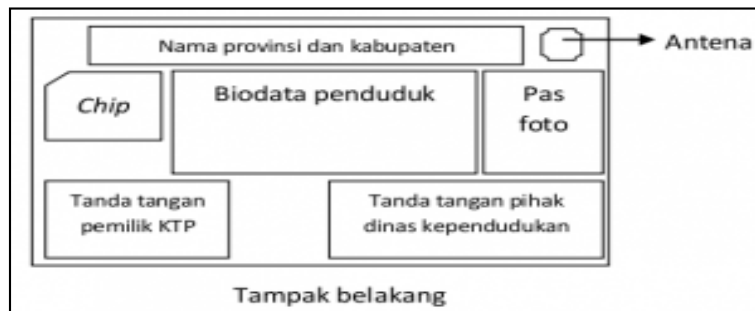 Nama provinsi dan kabupaten
Antena
Chip
Biodata penduduk
Pas
foto
Tanda tangan
pemilik KTP
Tanda tangan pihak
dinas kependudukan
Tampak belakang